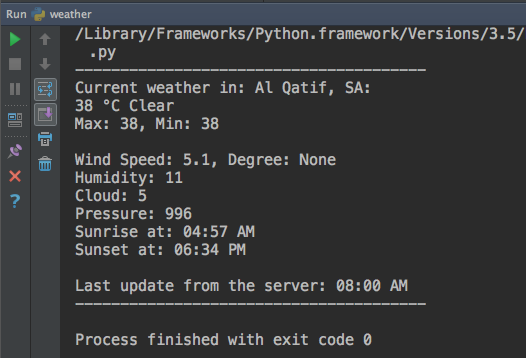 Run weather
/Library/Frameworks/Python.framework/Versions/3.5/
.py
---------------------------------------
Current weather in: Al Qatif, SA:
38 °C Clear
Max: 38, Min: 38
Wind Speed: 5.1, Degree: None
Humidity: 11
Cloud: 5
Pressure: 996
Sunrise at: 04:57 AM
Sunset at: 06:34 PM
Last update from the server: 08:00 AM
---------------------------------------
Process finished with exit code 0